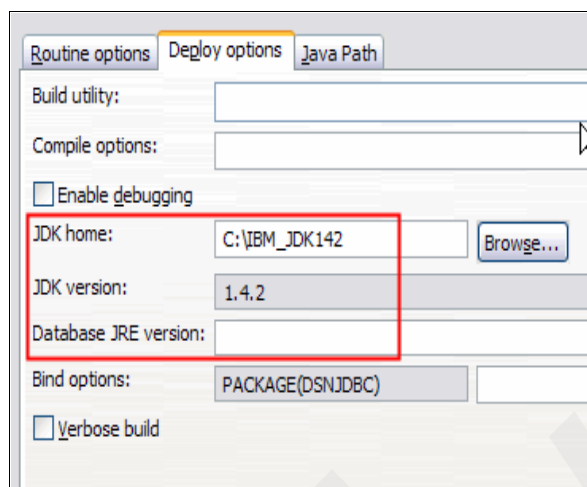 Routine options Deploy options Java Path
Build utility:
Compile options:
Enable debugging
JDK home: C:\IBM_JDK142 Browse...
JDK version: 1.4.2
Database JRE version:
Bind options: PACKAGE(DSNJDBC)
Verbose build